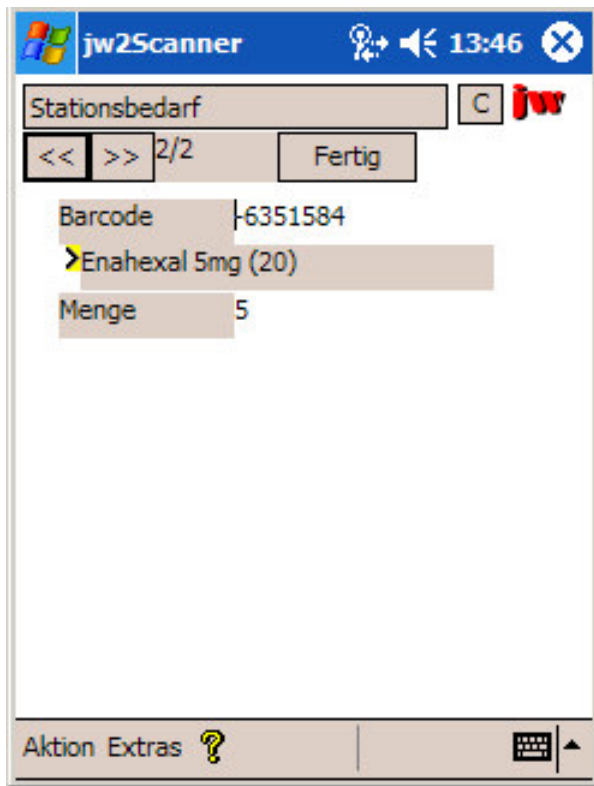 jw2Scanner 13:46
Stationsbedarf C jw
<< >> 2/2 Fertig
Barcode -6351584
>Enahexal 5mg (20)
Menge 5
Aktion Extras ?